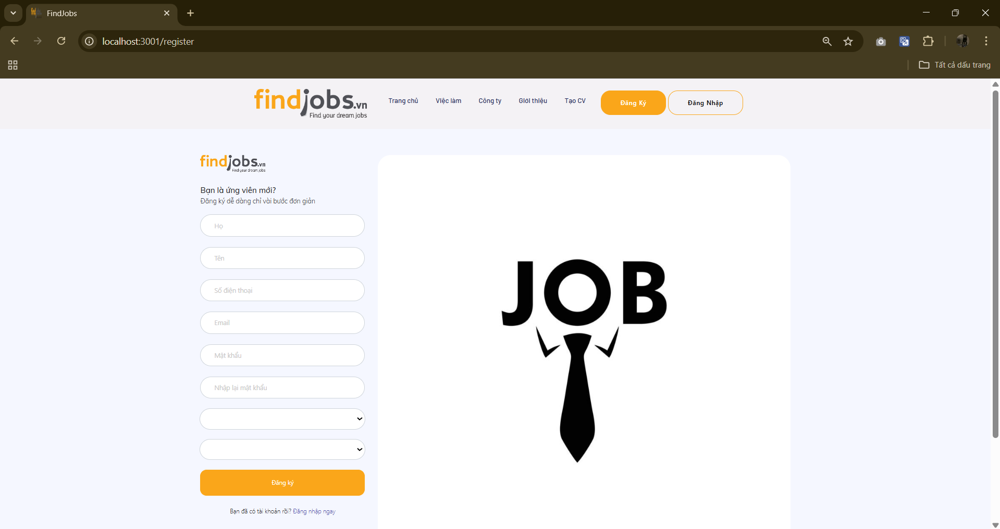 FindJobs
localhost:3001/register
Tất cả dấu trang
findjobs.vn
Find your dream jobs
Trang chủ
Việc làm
Công ty
Giới thiệu
Tạo CV
Đăng Ký
Đăng Nhập
findjobs.vn
Find your dream jobs
Bạn là ứng viên mới?
Đăng ký dễ dàng chỉ vài bước đơn giản
Họ
Tên
Số điện thoại
Email
Mật khẩu
Nhập lại mật khẩu
Đăng ký
Bạn đã có tài khoản rồi? Đăng nhập ngay
JOB